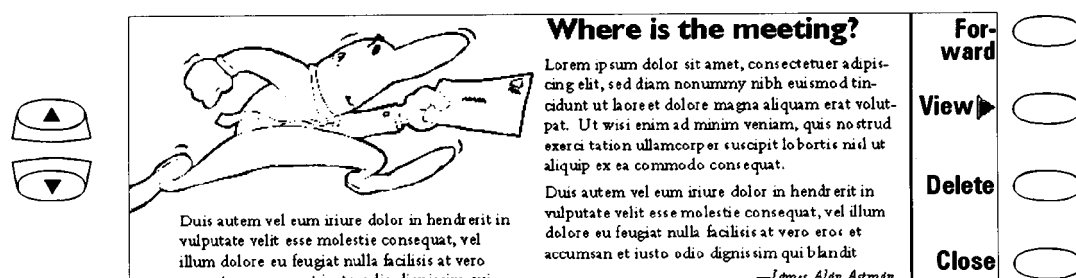 Where is the meeting?
Lorem ipsum dolor sit amet, consectetuer adipis-
cing elit, sed diam nonummy nibh euismod tin-
cidunt ut laoreet dolore magna aliquam erat volut-
pat. Ut wisi enim ad minim veniam, quis nostrud
exerci tation ullamcorper suscipit lobortis nisl ut
aliquip ex ea commodo consequat.
Duis autem vel eum iriure dolor in hendrerit in
vulputate velit esse molestie consequat, vel illum
dolore eu feugiat nulla facilisis at vero eros et
accumsan et iusto odio dignissim qui blandit
Duis autem vel eum iriure dolor in hendrerit in
vulputate velit esse molestie consequat, vel
illum dolore eu feugiat nulla facilisis at vero
For-
ward
View
Delete
Close